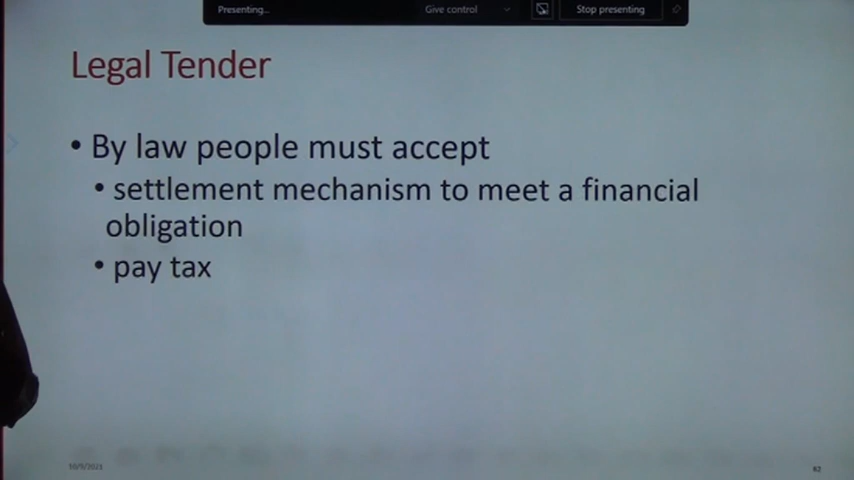 Presenting...
Give control
Stop presenting
Legal Tender
• By law people must accept
• settlement mechanism to meet a financial
obligation
• pay tax
62